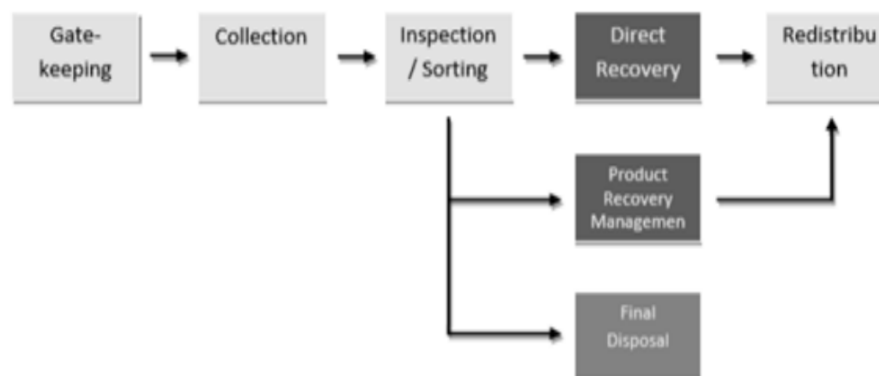 Gate-
keeping
Collection
Inspection
/ Sorting
Direct
Recovery
Redistribu
tion
Product
Recovery
Managemen
Final
Disposal